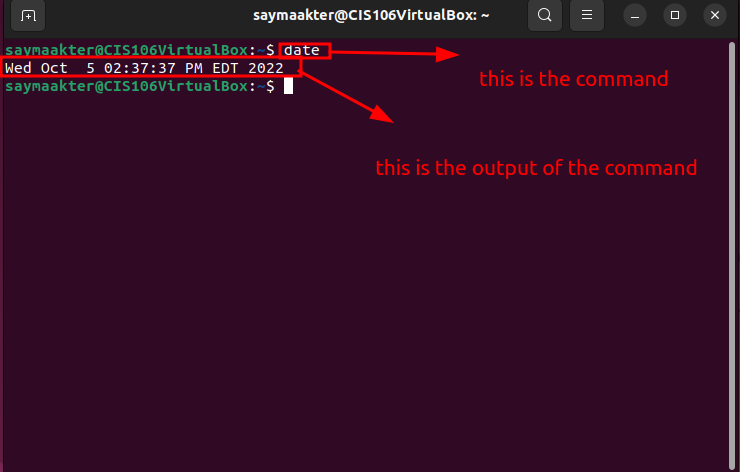 saymaakter@CIS106VirtualBox: ~
saymaakter@CIS106VirtualBox:~$ date
Wed Oct  5 02:37:37 PM EDT 2022
saymaakter@CIS106VirtualBox:~$
this is the command
this is the output of the command